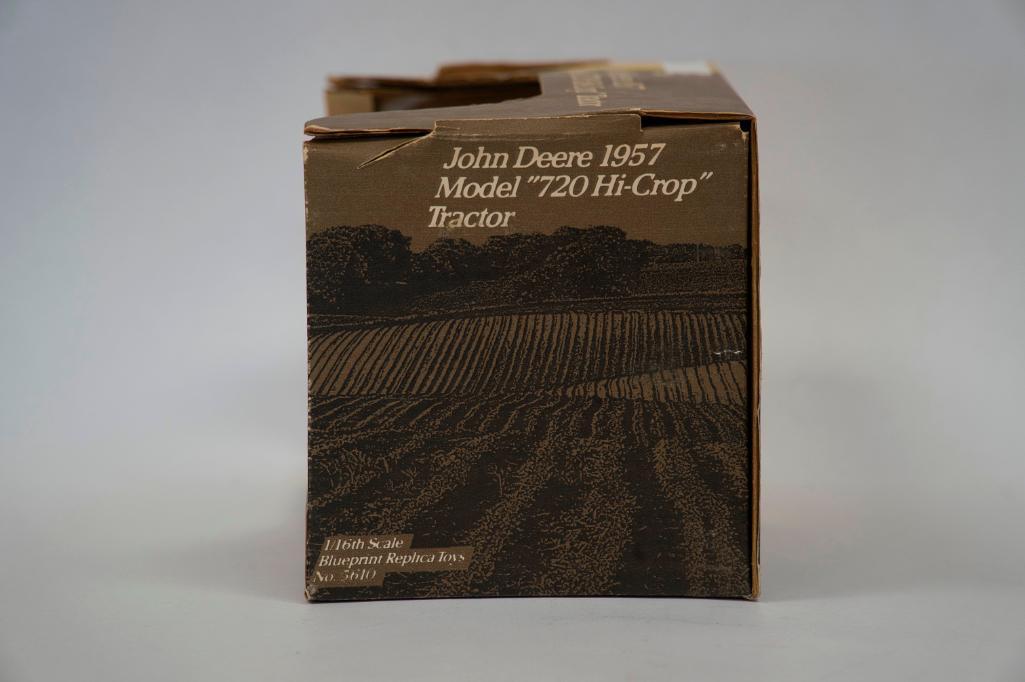 John Deere 1957
Model "720 Hi-Crop"
Tractor
1/16th Scale
Blueprint Replica Toys
No. 5610